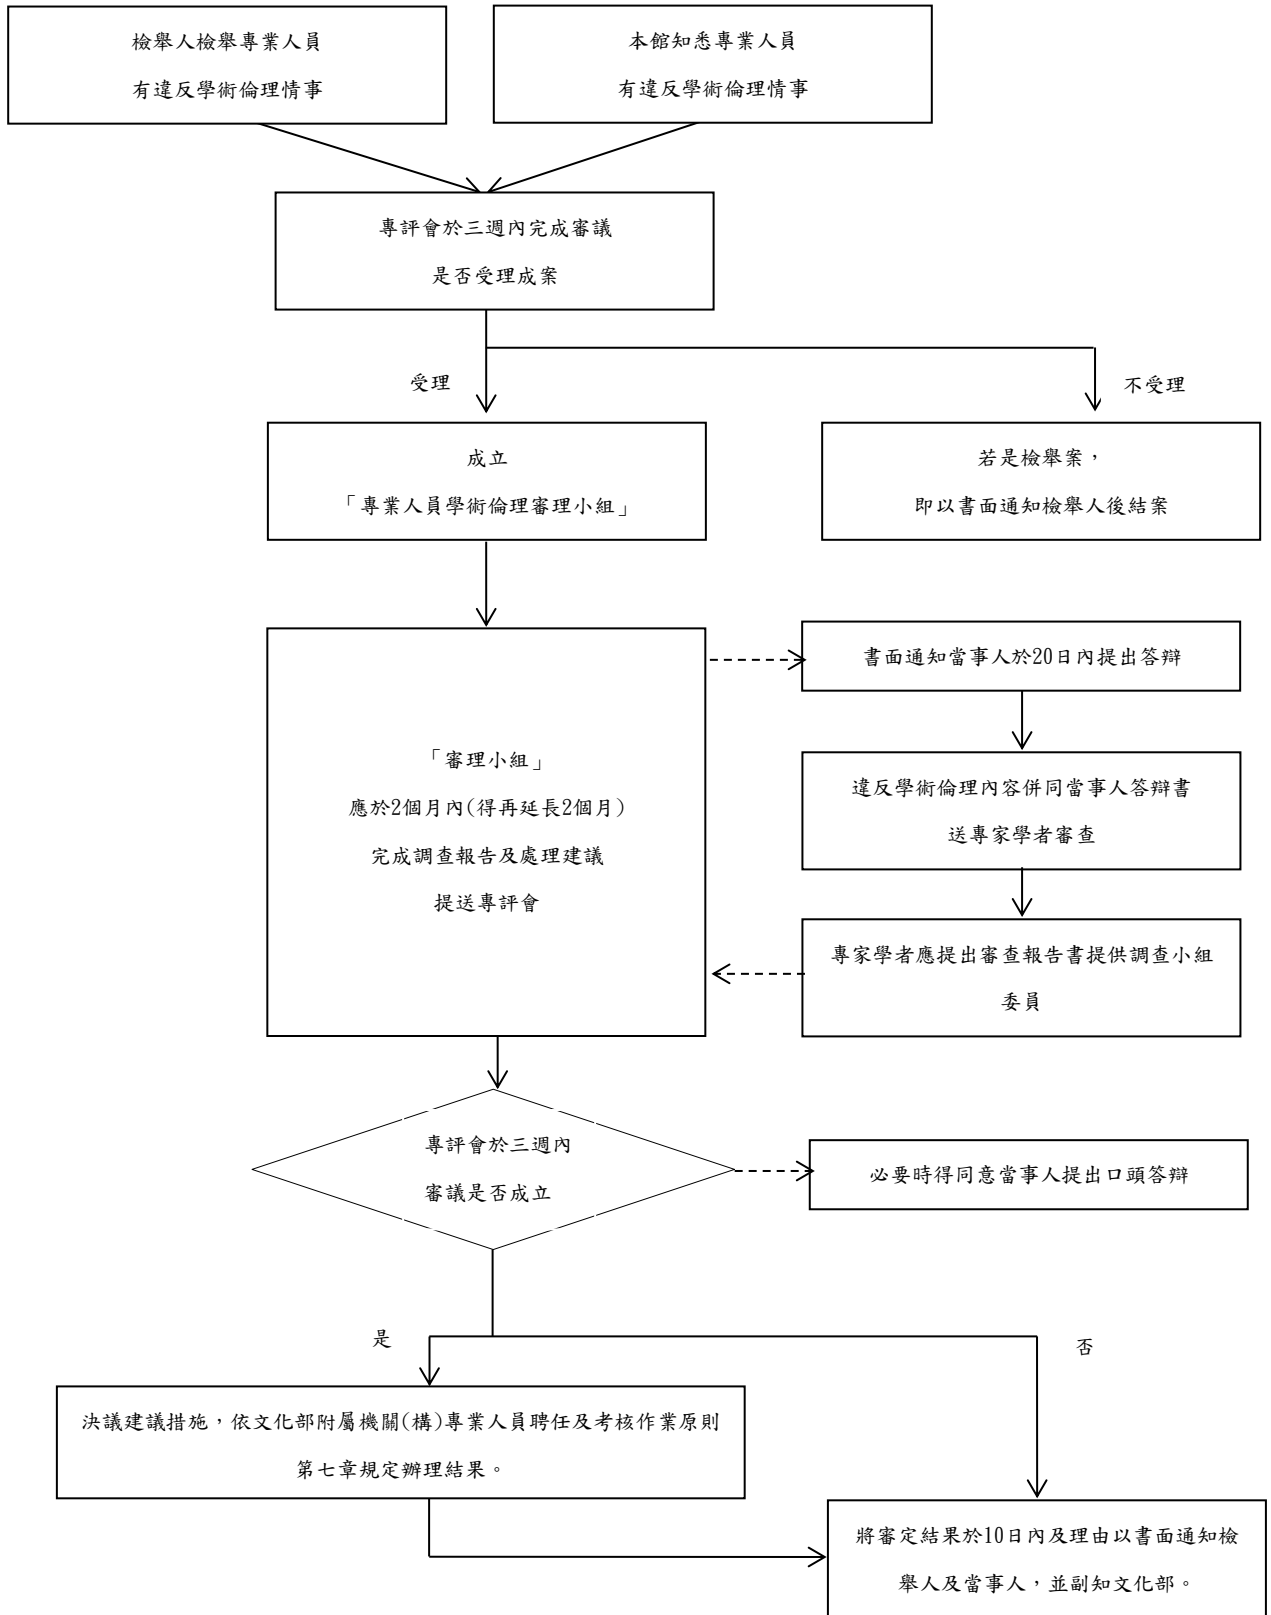 檢舉人檢舉專業人員
有違反學術倫理情事
本館知悉專業人員
有違反學術倫理情事
專評會於三週內完成審議
是否受理成案
受理
不受理
成立
「專業人員學術倫理審理小組」
若是檢舉案，
即以書面通知檢舉人後結案
「審理小組」
應於2個月內(得再延長2個月)
完成調查報告及處理建議
提送專評會
書面通知當事人於20日內提出答辯
違反學術倫理內容併同當事人答辯書
送專家學者審查
專家學者應提出審查報告書提供調查小組
委員
專評會於三週內
審議是否成立
必要時得同意當事人提出口頭答辯
是
否
決議建議措施，依文化部附屬機關(構)專業人員聘任及考核作業原則
第七章規定辦理結果。
將審定結果於10日內及理由以書面通知檢
舉人及當事人，並副知文化部。